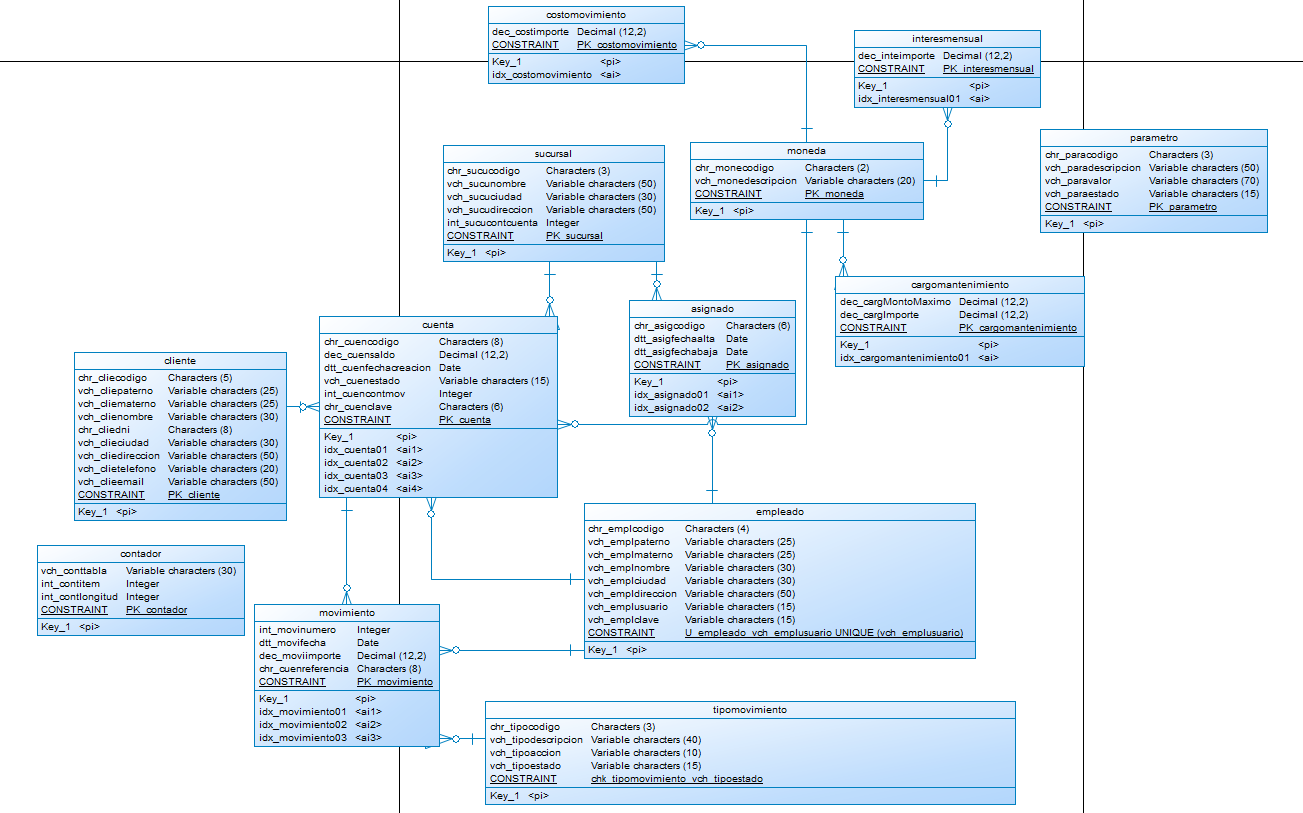 costomovimiento
dec_costimporte Decimal (12,2)
CONSTRAINT PK_costomovimiento
Key_1 <pi>
idx_costomovimiento <ai>
interesmensual
dec_inteimporte Decimal (12,2)
CONSTRAINT PK_interesmensual
Key_1 <pi>
idx_interesmensual01 <ai>
parametro
chr_paracodigo Characters (3)
vch_paradescripcion Variable characters (50)
vch_paravalor Variable characters (70)
vch_paraestado Variable characters (15)
CONSTRAINT PK_parametro
Key_1 <pi>
sucursal
chr_sucucodigo Characters (3)
vch_sucunombre Variable characters (50)
vch_sucuciudad Variable characters (30)
vch_sucudireccion Variable characters (50)
int_sucucontcuenta Integer
CONSTRAINT PK_sucursal
Key_1 <pi>
moneda
chr_monecodigo Characters (2)
vch_monedescripcion Variable characters (20)
CONSTRAINT PK_moneda
Key_1 <pi>
cargomantenimiento
dec_cargMontoMaximo Decimal (12,2)
dec_cargImporte Decimal (12,2)
CONSTRAINT PK_cargomantenimiento
Key_1 <pi>
idx_cargomantenimiento01 <ai>
asignado
chr_asigcodigo Characters (6)
dtt_asigfechaalta Date
dtt_asigfechabaja Date
CONSTRAINT PK_asignado
Key_1 <pi>
idx_asignado01 <ai1>
idx_asignado02 <ai2>
cuenta
chr_cuencodigo Characters (8)
dec_cuensaldo Decimal (12,2)
dtt_cuenfechacreacion Date
vch_cuenestado Variable characters (15)
int_cuencontmov Integer
chr_cuenclave Characters (6)
CONSTRAINT PK_cuenta
Key_1 <pi>
idx_cuenta01 <ai1>
idx_cuenta02 <ai2>
idx_cuenta03 <ai3>
idx_cuenta04 <ai4>
cliente
chr_cliecodigo Characters (5)
vch_cliepaterno Variable characters (25)
vch_cliematerno Variable characters (25)
vch_clienombre Variable characters (30)
chr_cliedni Characters (8)
vch_clieciudad Variable characters (30)
vch_cliedireccion Variable characters (50)
vch_clietelefono Variable characters (20)
vch_clieemail Variable characters (50)
CONSTRAINT PK_cliente
Key_1 <pi>
contador
vch_conttabla Variable characters (30)
int_contitem Integer
int_contlongitud Integer
CONSTRAINT PK_contador
Key_1 <pi>
empleado
chr_emplcodigo Characters (4)
vch_emplpaterno Variable characters (25)
vch_emplmaterno Variable characters (25)
vch_emplnombre Variable characters (30)
vch_emplciudad Variable characters (30)
vch_empldireccion Variable characters (50)
vch_emplusuario Variable characters (15)
vch_emplclave Variable characters (15)
CONSTRAINT U_empleado_vch_emplusuario UNIQUE (vch_emplusuario)
Key_1 <pi>
movimiento
int_movinumero Integer
dtt_movifecha Date
dec_moviimporte Decimal (12,2)
chr_cuenreferencia Characters (8)
CONSTRAINT PK_movimiento
Key_1 <pi>
idx_movimiento01 <ai1>
idx_movimiento02 <ai2>
idx_movimiento03 <ai3>
tipomovimiento
chr_tipocodigo Characters (3)
vch_tipodescripcion Variable characters (40)
vch_tipoaccion Variable characters (10)
vch_tipoestado Variable characters (15)
CONSTRAINT chk_tipomovimiento_vch_tipoestado
Key_1 <pi>